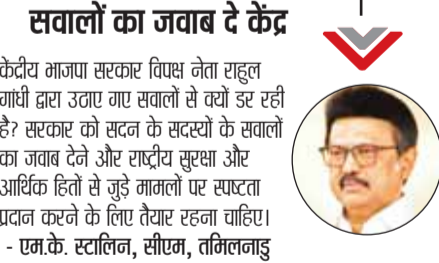 सवालों का जवाब दे केंद्र
केंद्रीय भाजपा सरकार विपक्ष नेता राहुल
गांधी द्वारा उठाए गए सवालों से क्यों डर रही
है? सरकार को सदन के सदस्यों के सवालों
का जवाब देने और राष्ट्रीय सुरक्षा और
आर्थिक हितों से जुड़े मामलों पर स्पष्टता
प्रदान करने के लिए तैयार रहना चाहिए।
- एम.के. स्टालिन, सीएम, तमिलनाडु